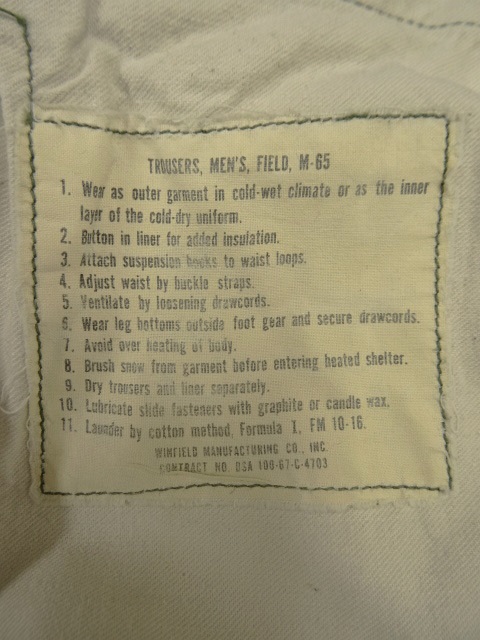 TROUSERS, MEN'S, FIELD, M-65
1. Wear as outer garment in cold-wet climate or as the inner
layer of the cold-dry uniform.
2. Button in liner for added insulation.
3. Attach suspension hooks to waist loops.
4. Adjust waist by buckle straps.
5. Ventilate by loosening drawcords.
6. Wear leg bottoms outside foot gear and secure drawcords.
7. Avoid over heating of body.
8. Brush snow from garment before entering heated shelter.
9. Dry trousers and liner separately.
10. Lubricate slide fasteners with graphite or candle wax.
11. Launder by cotton method, Formula I, FM 10-16.
WINFIELD MANUFACTURING CO., INC.
CONTRACT NO. DSA 100-67-C-4703